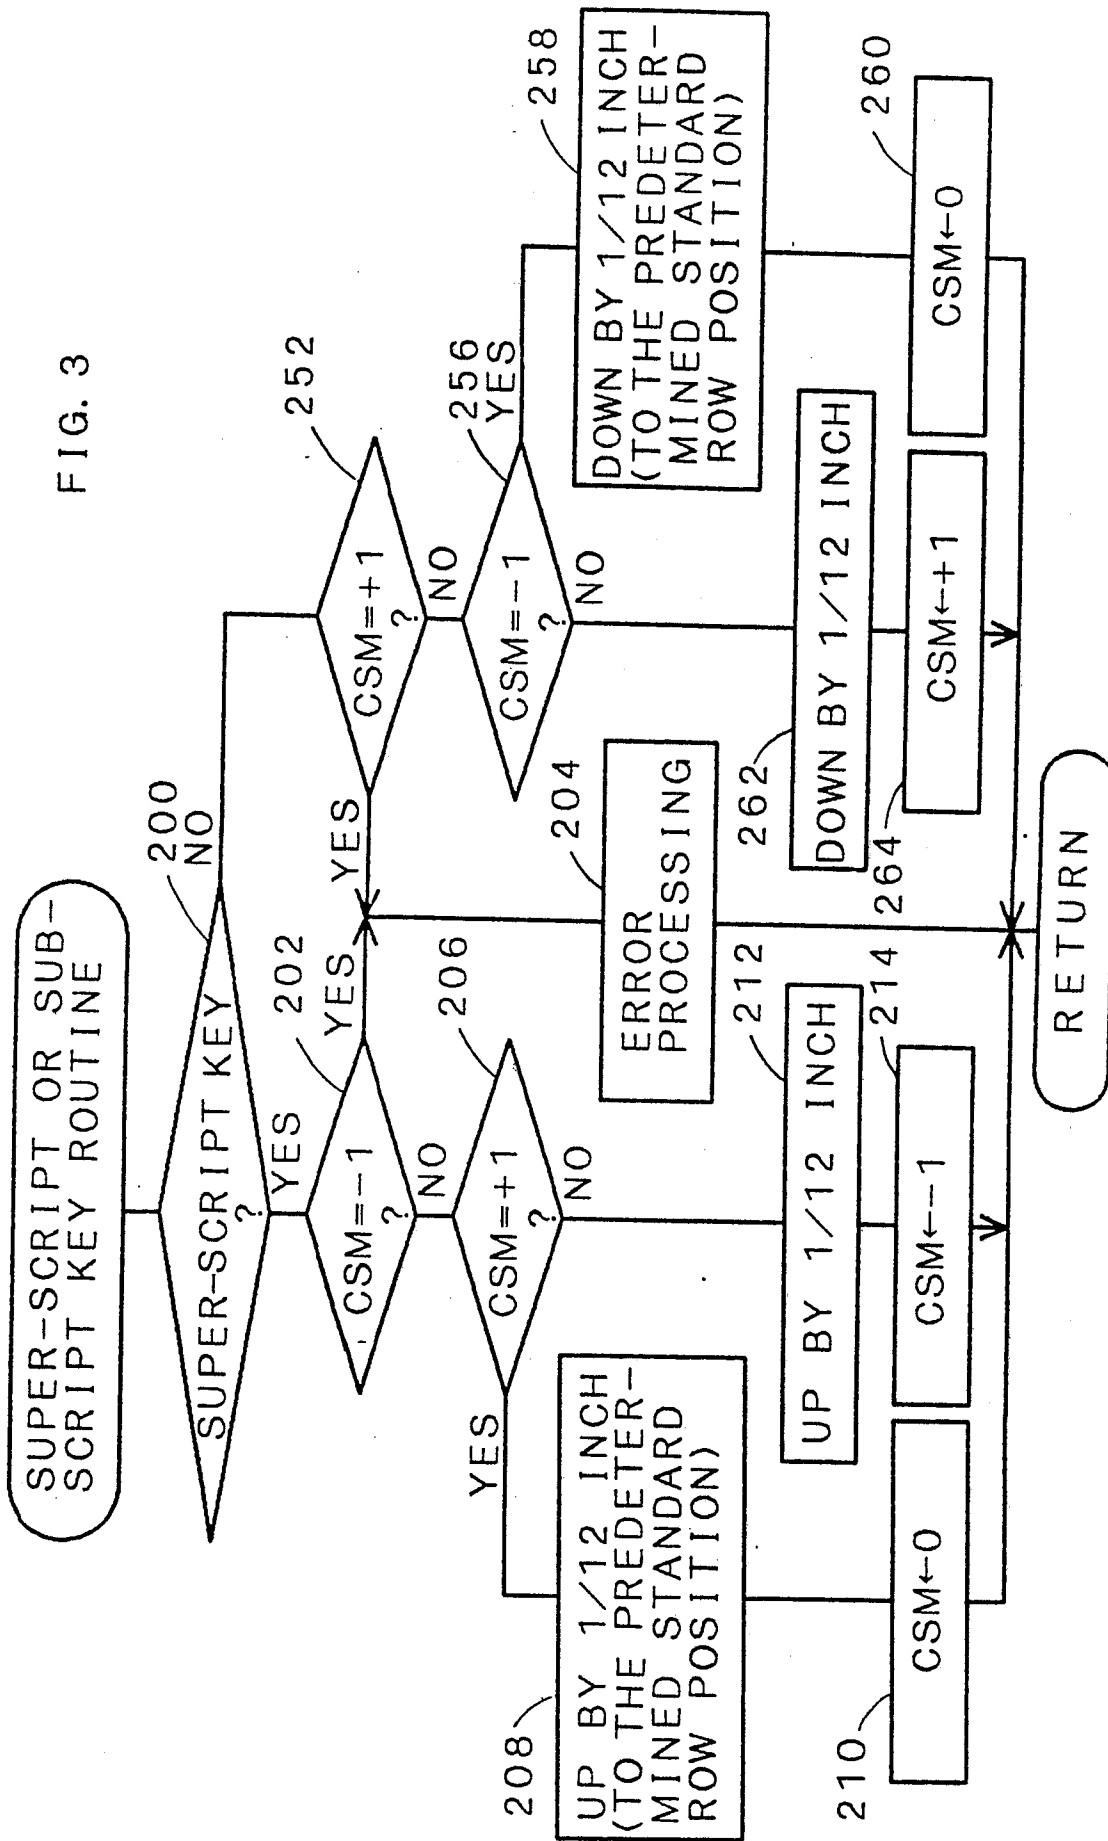 FIG. 3
SUPER-SCRIPT OR SUB-
SCRIPT KEY ROUTINE
200
SUPER-SCRIPT KEY
?
NO
YES
202
CSM=-1
?
YES
NO
252
CSM=+1
?
YES
NO
206
CSM=+1
?
YES
NO
256
CSM=-1
?
YES
NO
208
UP BY 1/12 INCH
(TO THE PREDETER-
MINED STANDARD
ROW POSITION)
204
ERROR
PROCESSING
258
DOWN BY 1/12 INCH
(TO THE PREDETER-
MINED STANDARD
ROW POSITION)
212
UP BY 1/12 INCH
262
DOWN BY 1/12 INCH
210
CSM←0
214
CSM←-1
264
CSM←+1
260
CSM←0
RETURN